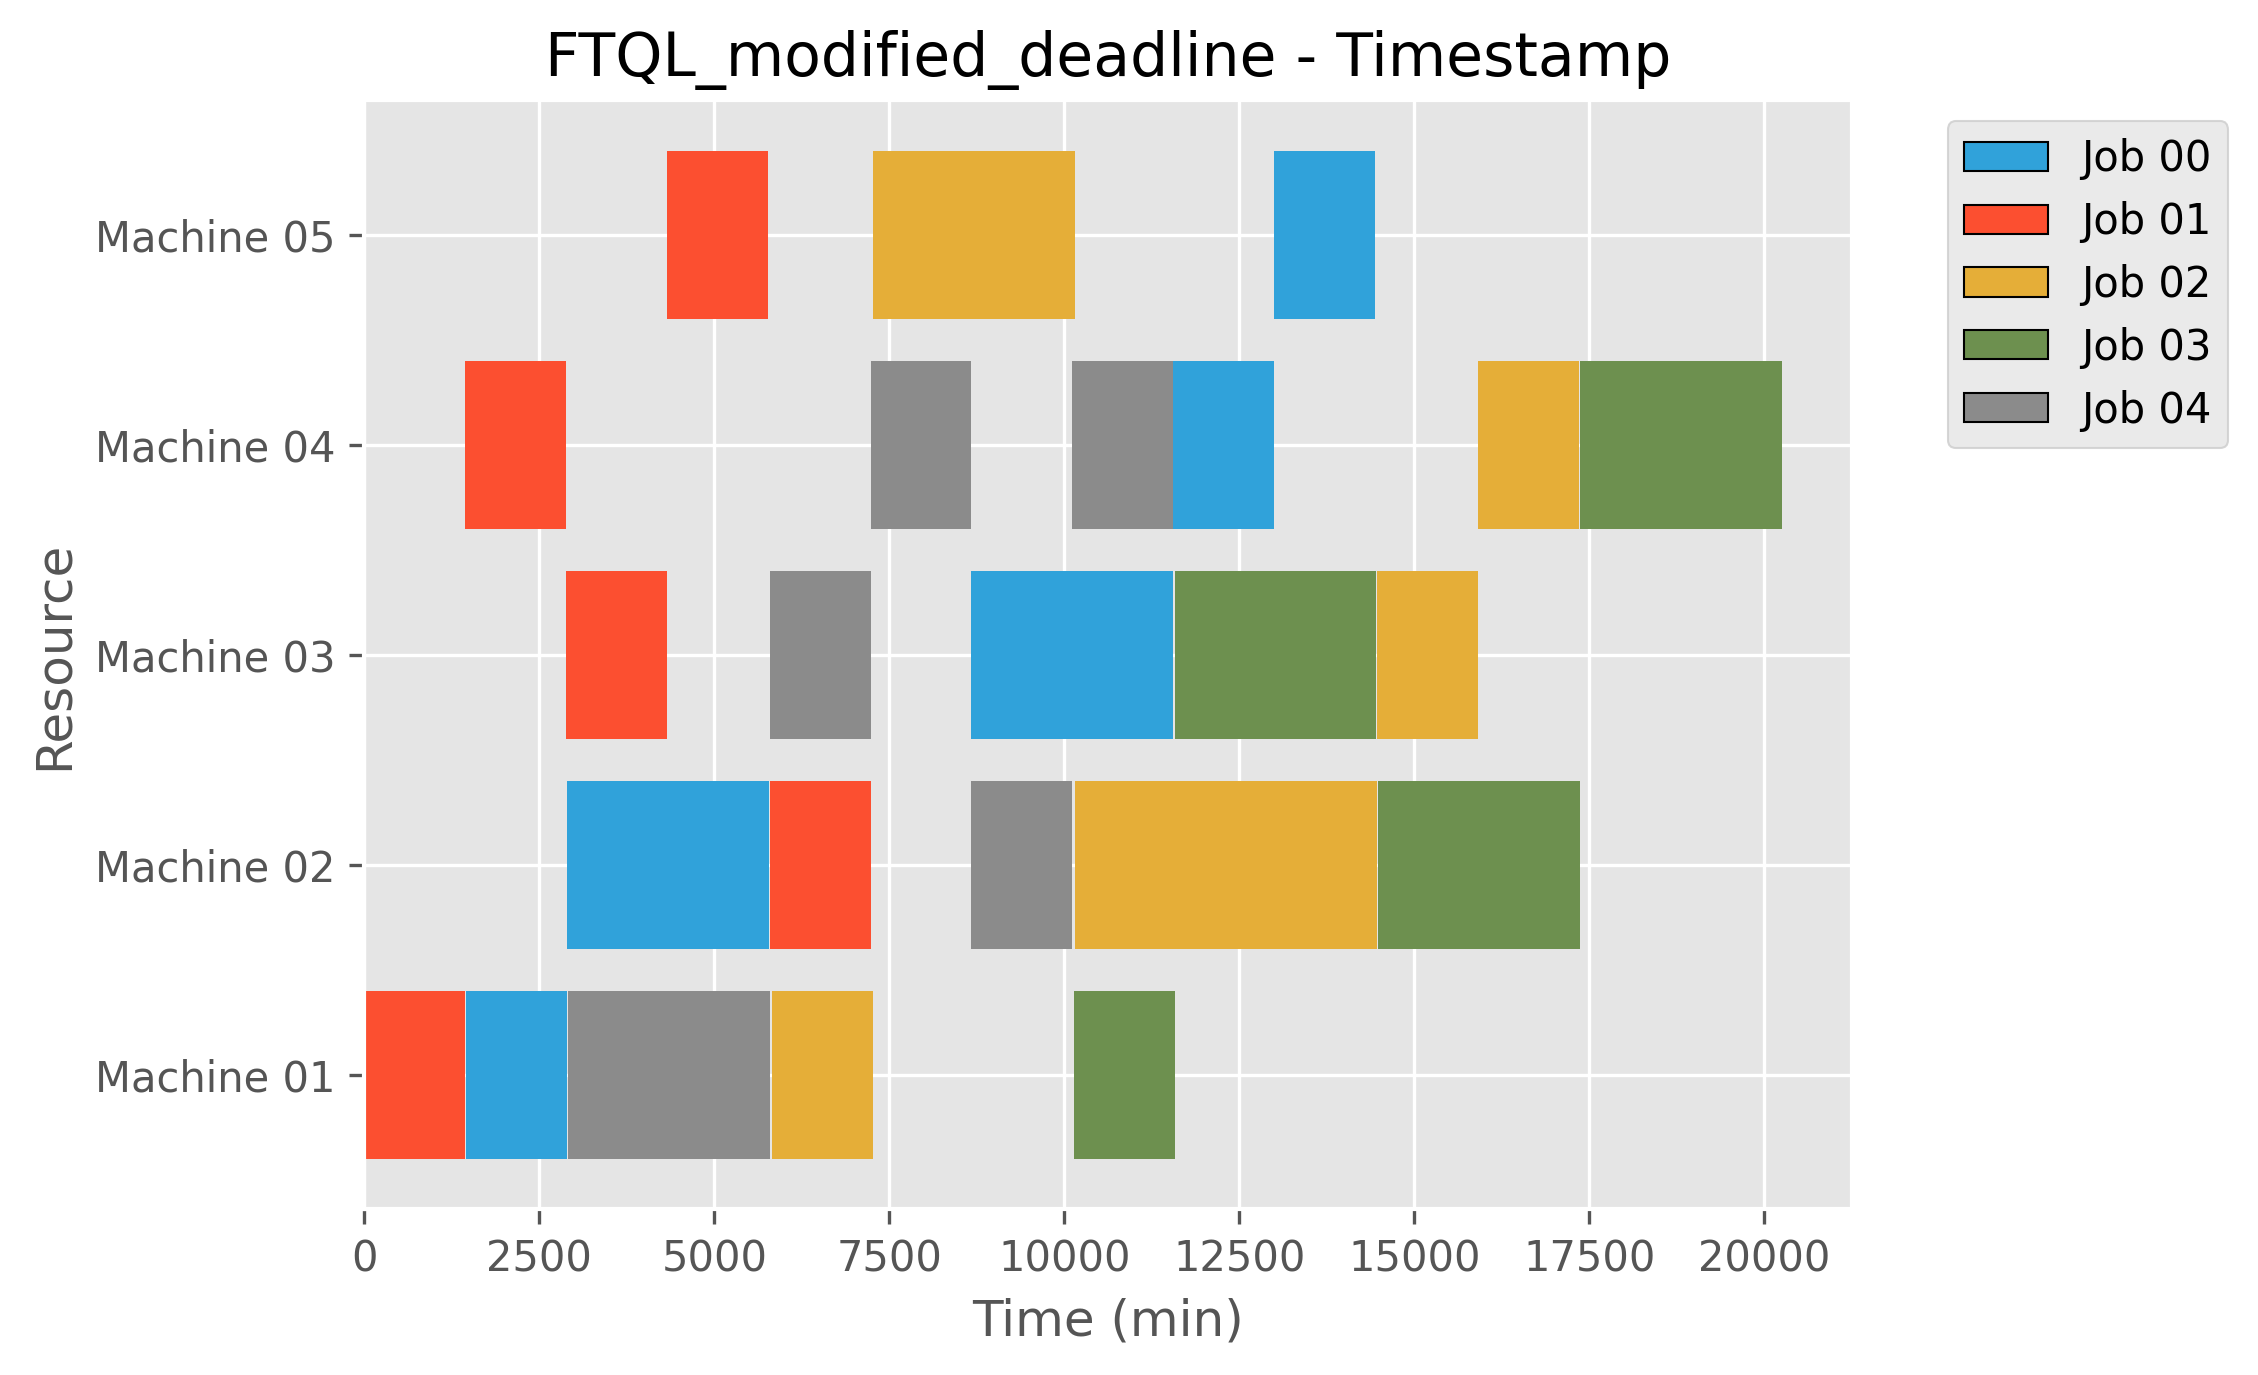 FTQL_modified_deadline - Timestamp
Job 00
Job 01
Job 02
Job 03
Job 04
Resource
Machine 05
Machine 04
Machine 03
Machine 02
Machine 01
0 2500 5000 7500 10000 12500 15000 17500 20000
Time (min)